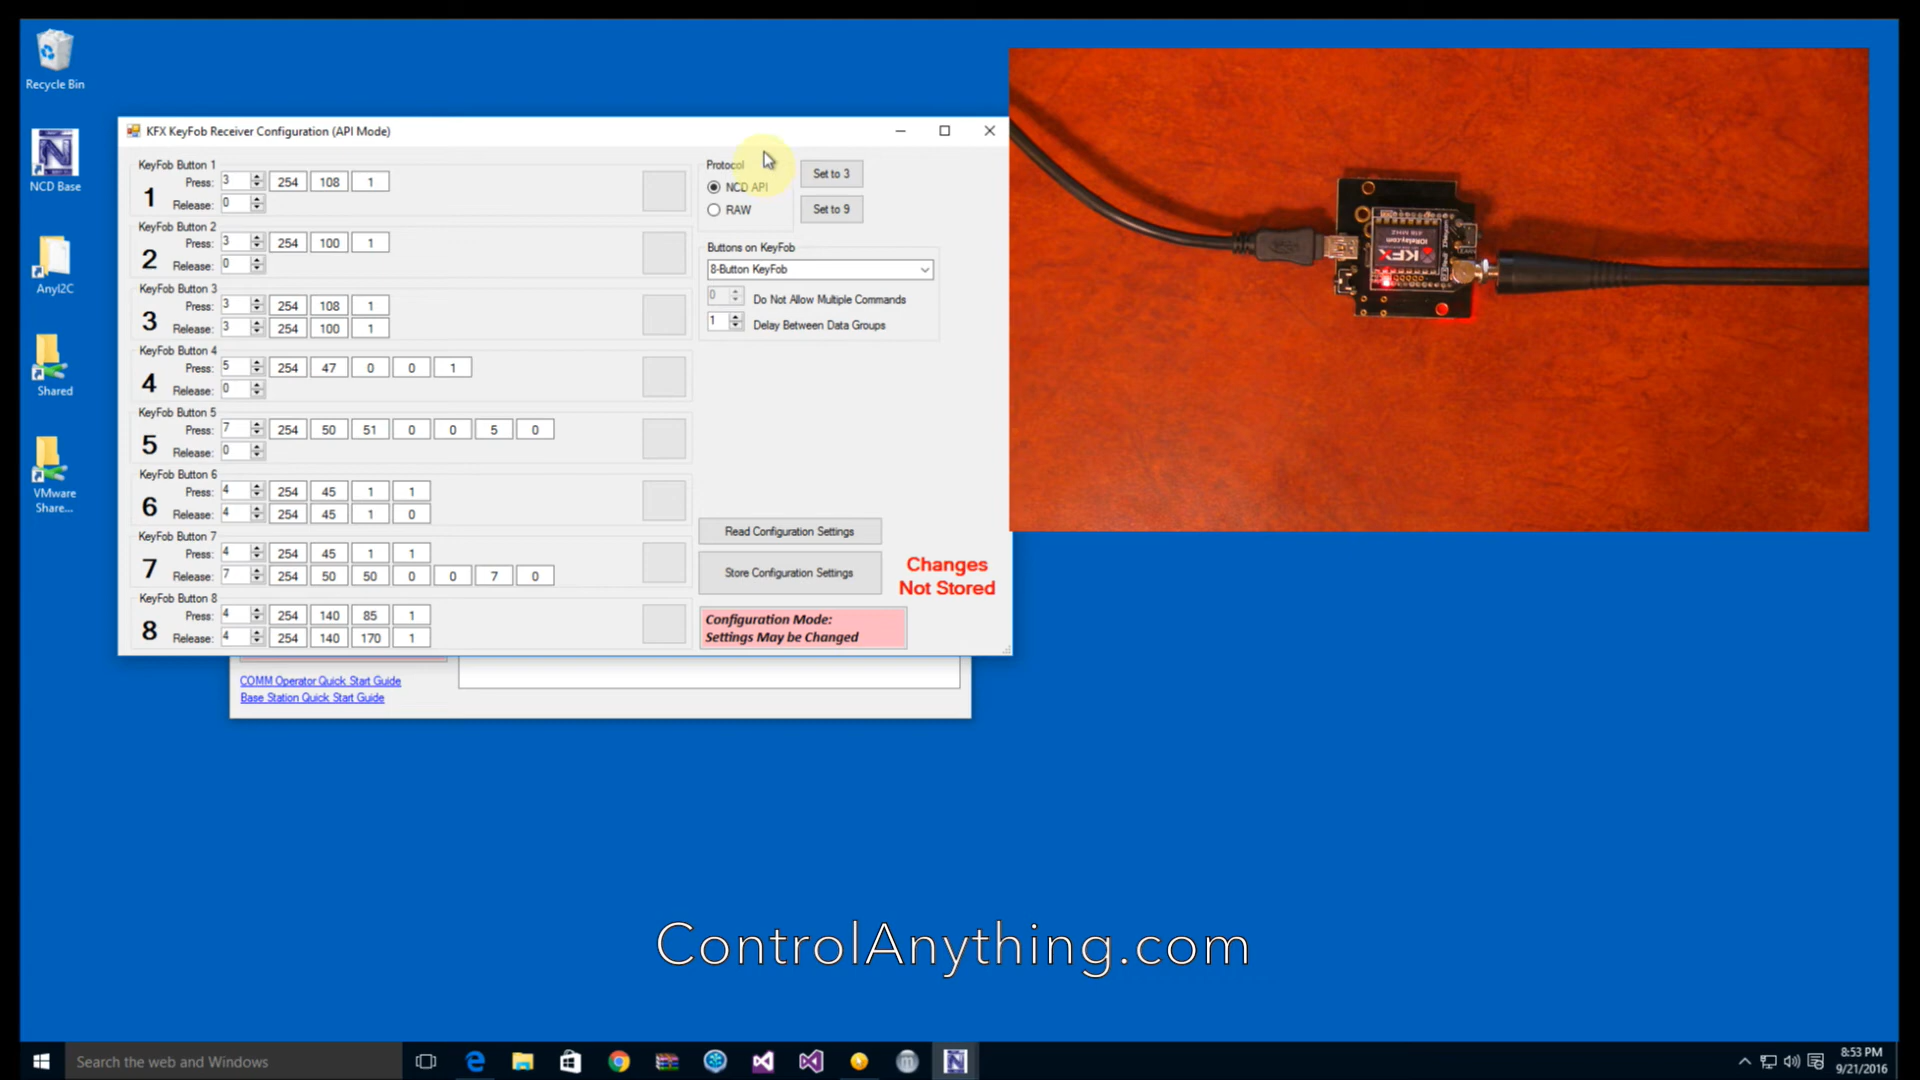 Recycle Bin
NCD Base
AnyI2C
Shared
VMware
Share...
KFX KeyFob Receiver Configuration (API Mode)
KeyFob Button 1
1 Press: 3 254 108 1
Release: 0
KeyFob Button 2
2 Press: 3 254 100 1
Release: 0
KeyFob Button 3
3 Press: 3 254 108 1
Release: 3 254 100 1
KeyFob Button 4
4 Press: 5 254 47 0 0 1
Release: 0
KeyFob Button 5
5 Press: 7 254 50 51 0 0 5 0
Release: 0
KeyFob Button 6
6 Press: 4 254 45 1 1
Release: 4 254 45 1 0
KeyFob Button 7
7 Press: 4 254 45 1 1
Release: 7 254 50 50 0 0 7 0
KeyFob Button 8
8 Press: 4 254 140 85 1
Release: 4 254 140 170 1
Protocol
NCD API
RAW
Set to 3
Set to 9
Buttons on KeyFob
8-Button KeyFob
0 Do Not Allow Multiple Commands
1 Delay Between Data Groups
Read Configuration Settings
Store Configuration Settings
Changes
Not Stored
Configuration Mode:
Settings May be Changed
COMM Operator Quick Start Guide
Base Station Quick Start Guide
KFX
IORelay.com
ControlAnything.com
Search the web and Windows
8:53 PM
9/21/2016